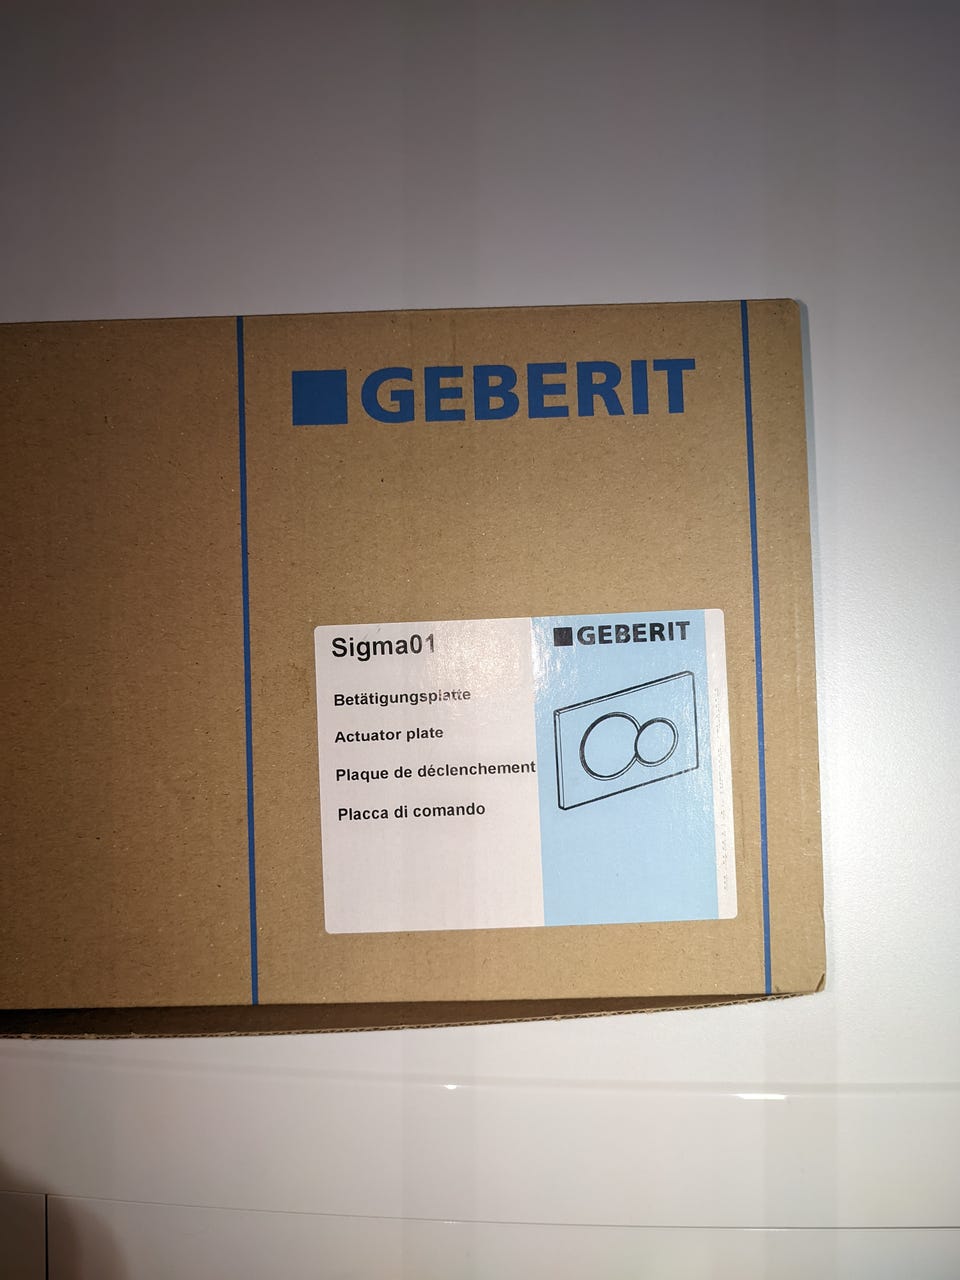 GEBERIT
Sigma01
GEBERIT
Betätigungsplatte
Actuator plate
Plaque de déclenchement
Placca di comando